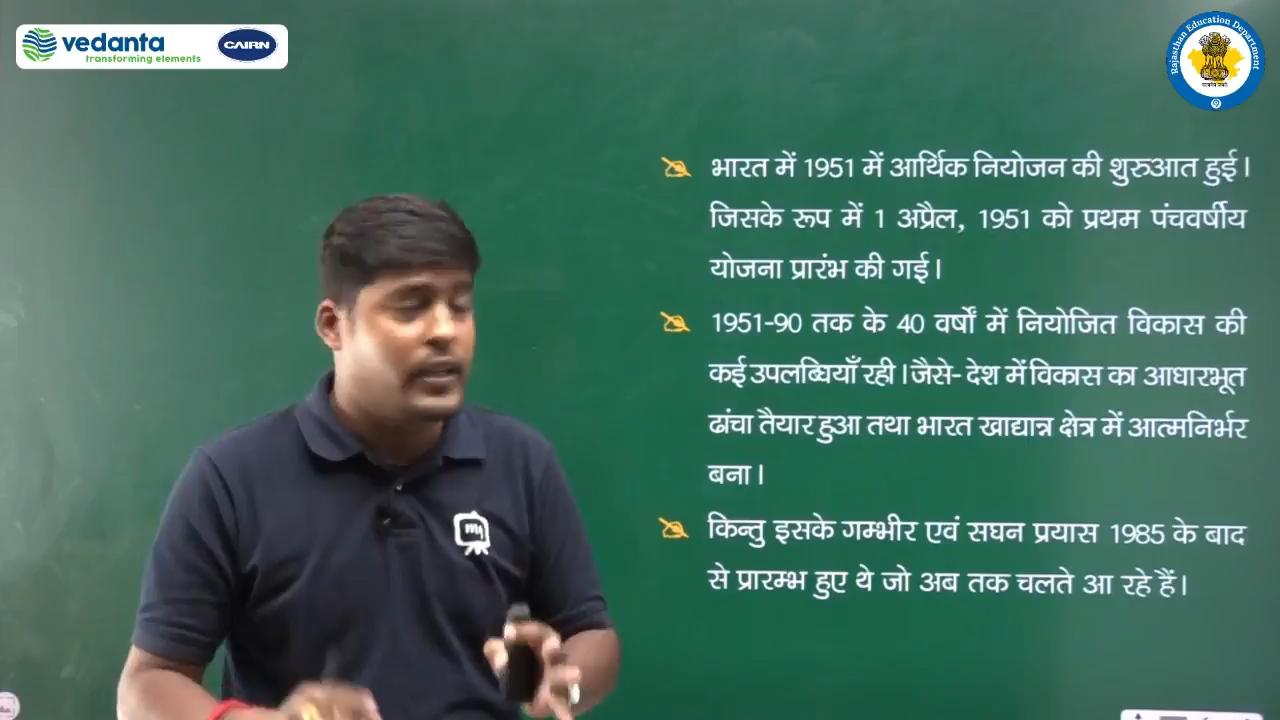 vedanta
transforming elements
CAIRN
Rajasthan Education Department
भारत में 1951 में आर्थिक नियोजन की शुरुआत हुई।
जिसके रूप में 1 अप्रैल, 1951 को प्रथम पंचवर्षीय
योजना प्रारंभ की गई।
1951-90 तक के 40 वर्षों में नियोजित विकास की
कई उपलब्धियाँ रही। जैसे- देश में विकास का आधारभूत
ढांचा तैयार हुआ तथा भारत खाद्यान्न क्षेत्र में आत्मनिर्भर
बना।
किन्तु इसके गम्भीर एवं सघन प्रयास 1985 के बाद
से प्रारम्भ हुए थे जो अब तक चलते आ रहे हैं।